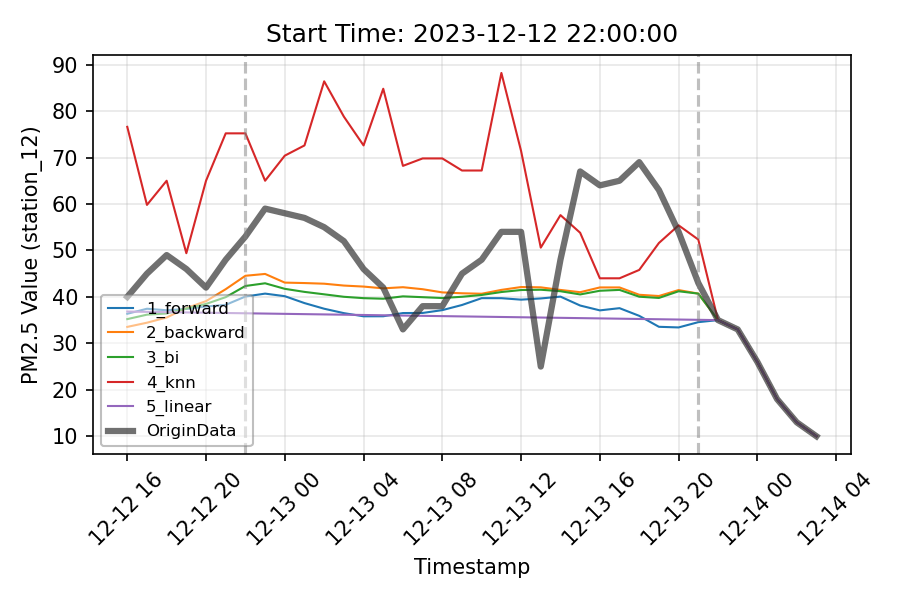 Start Time: 2023-12-12 22:00:00
PM2.5 Value (station_12)
90
80
70
60
50
40
30
20
10
1_forward
2_backward
3_bi
4_knn
5_linear
OriginData
12-12 16
12-12 20
12-13 00
12-13 04
12-13 08
12-13 12
12-13 16
12-13 20
12-14 00
12-14 04
Timestamp